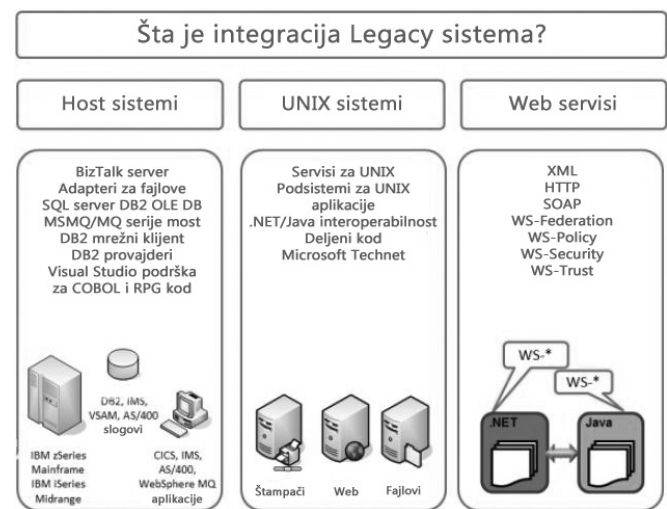 Šta je integracija Legacy sistema?
Host sistemi
UNIX sistemi
Web servisi
BizTalk server
Adapteri za fajlove
SQL server DB2 OLE DB
MSMQ/MQ serije most
DB2 mrežni klijent
DB2 provajderi
Visual Studio podrška
za COBOL i RPG kod
DB2, IMS,
VSAM, AS/400
slogovi
IBM zSeries
Mainframe
IBM iSeries
Midrange
CICS, IMS,
AS/400,
WebSphere MQ
aplikacije
Servisi za UNIX
Podsistemi za UNIX
aplikacije
.NET/Java interoperabilnost
Deljeni kod
Microsoft Technet
Štampači
Web
Fajlovi
XML
HTTP
SOAP
WS-Federation
WS-Policy
WS-Security
WS-Trust
WS-*
WS-*
.NET
Java